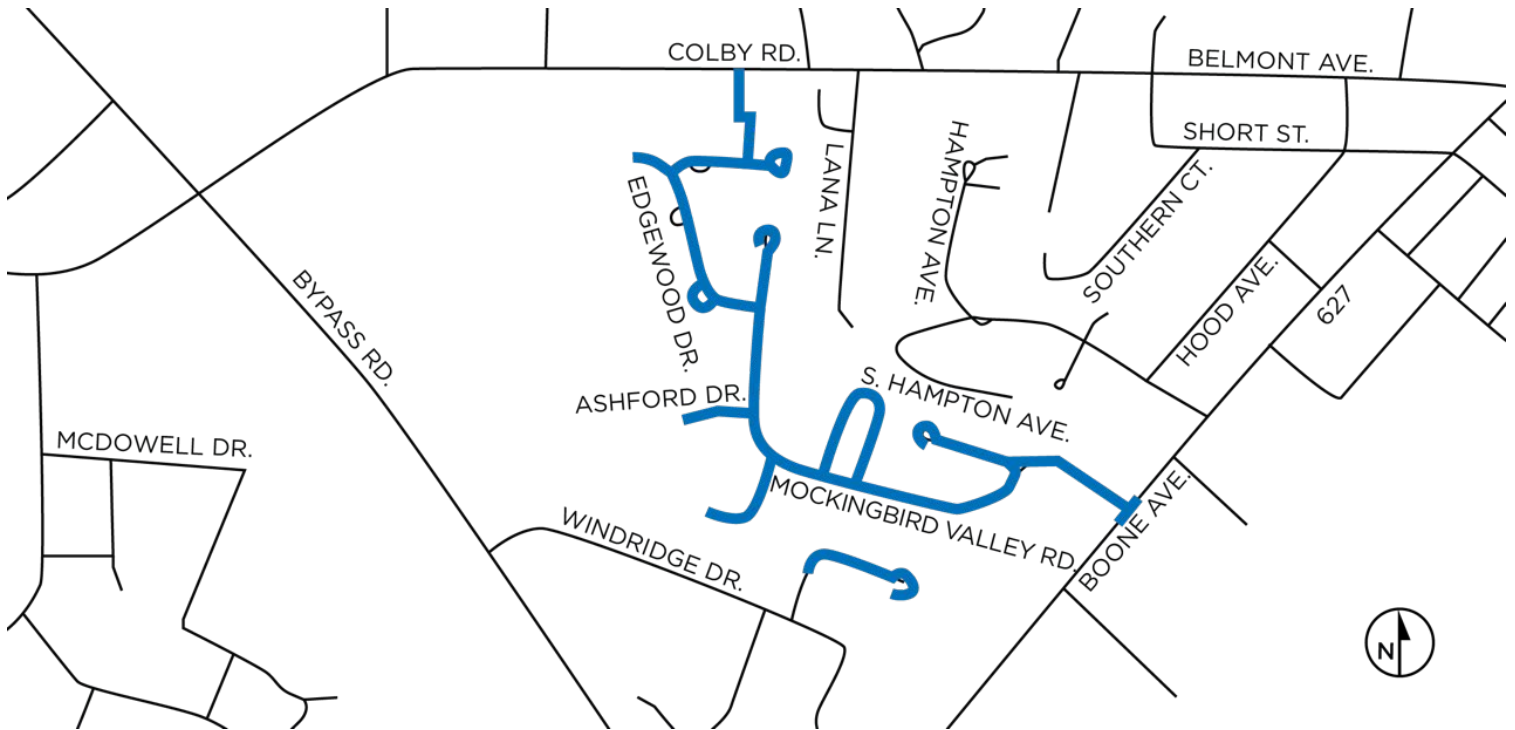 COLBY RD.
BELMONT AVE.
SHORT ST.
HAMPTON AVE.
LANA LN.
SOUTHERN CT.
EDGEWOOD DR.
HOOD AVE.
627
BYPASS RD.
S. HAMPTON AVE.
ASHFORD DR.
MCDOWELL DR.
MOCKINGBIRD VALLEY RD.
BOONE AVE.
WINDRIDGE DR.
N